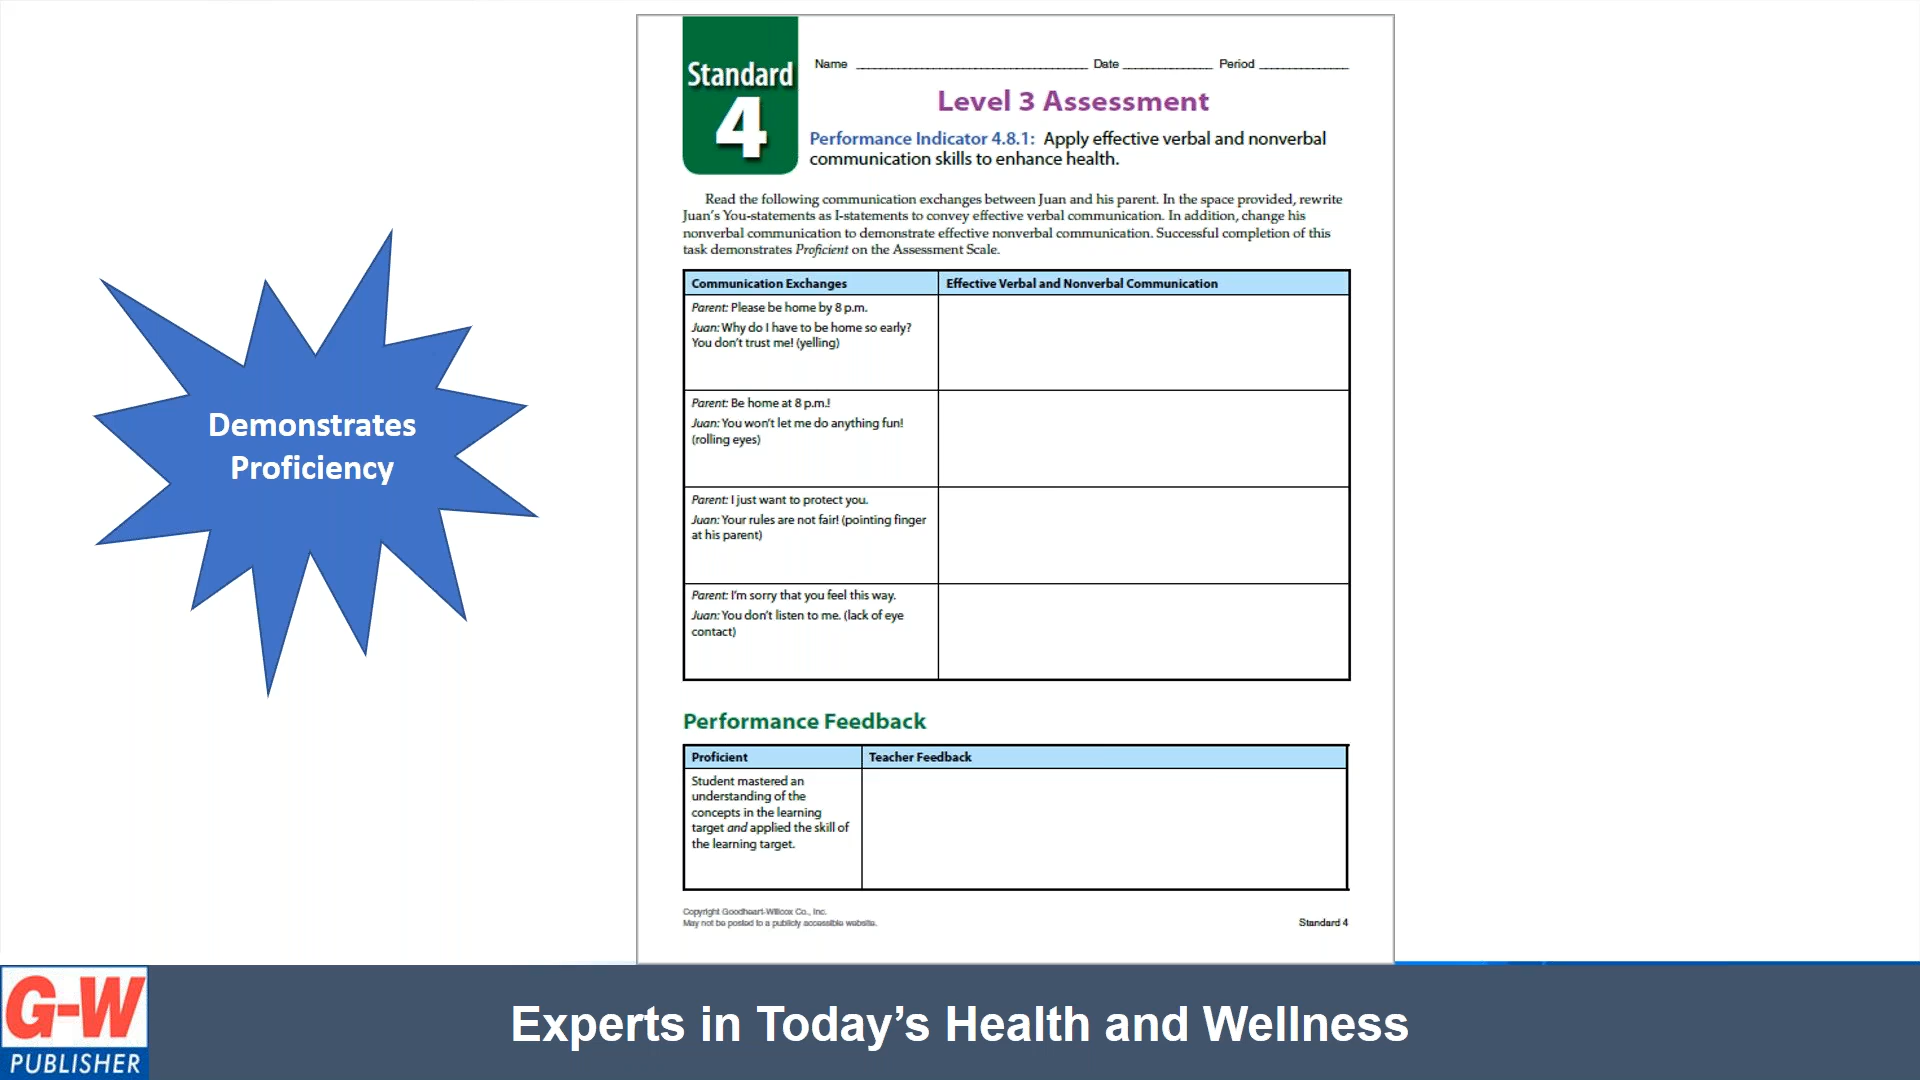 Standard
4
Name Date Period
Level 3 Assessment
Performance Indicator 4.8.1: Apply effective verbal and nonverbal
communication skills to enhance health.
Read the following communication exchanges between Juan and his parent. In the space provided, rewrite
Juan's You-statements as I-statements to convey effective verbal communication. In addition, change his
nonverbal communication to demonstrate effective nonverbal communication. Successful completion of this
task demonstrates Proficient on the Assessment Scale.
Communication Exchanges
Effective Verbal and Nonverbal Communication
Parent: Please be home by 8 p.m.
Juan: Why do I have to be home so early?
You don't trust me! (yelling)
Parent: Be home at 8 p.m.!
Juan: You won't let me do anything fun!
(rolling eyes)
Parent: I just want to protect you.
Juan: Your rules are not fair! (pointing finger
at his parent)
Parent: I'm sorry that you feel this way.
Juan: You don't listen to me. (lack of eye
contact)
Performance Feedback
Proficient
Teacher Feedback
Student mastered an
understanding of the
concepts in the learning
target and applied the skill of
the learning target.
Copyright Goodheart-Willcox Co., Inc.
May not be posted to a publicly accessible website.
Standard 4
Demonstrates
Proficiency
G-W
PUBLISHER
Experts in Today's Health and Wellness